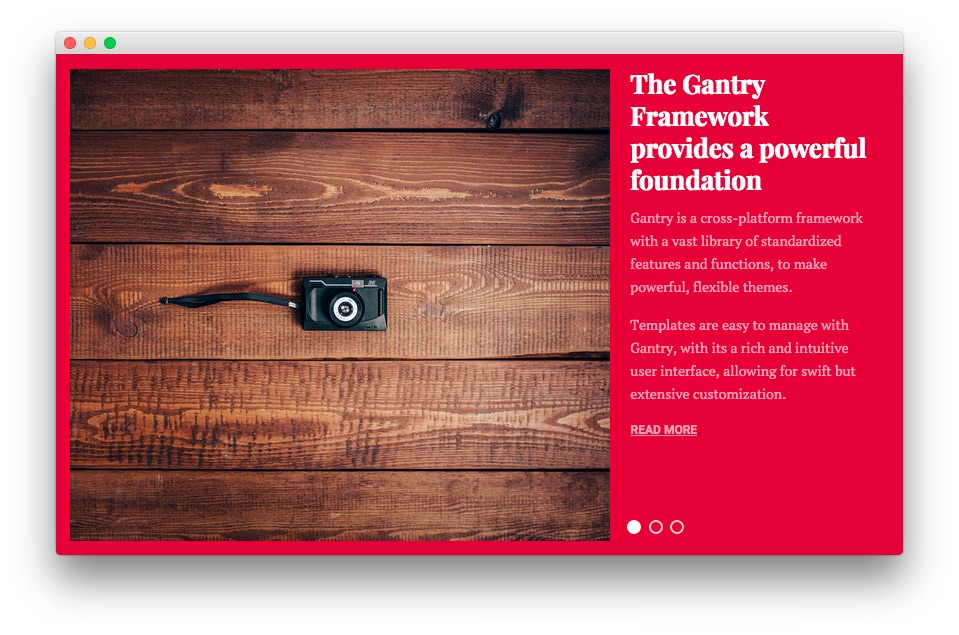 The Gantry
Framework
provides a powerful
foundation
Gantry is a cross-platform framework
with a vast library of standardized
features and functions, to make
powerful, flexible themes.
Templates are easy to manage with
Gantry, with its a rich and intuitive
user interface, allowing for swift but
extensive customization.
READ MORE